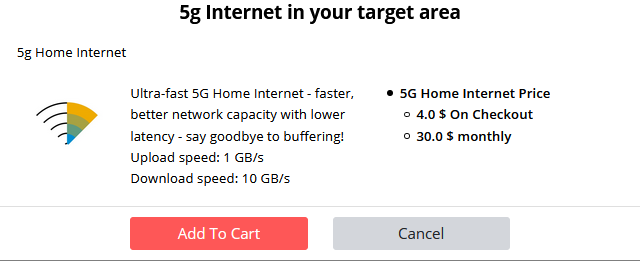 5g Internet in your target area
5g Home Internet
Ultra-fast 5G Home Internet - faster,
better network capacity with lower
latency - say goodbye to buffering!
Upload speed: 1 GB/s
Download speed: 10 GB/s
5G Home Internet Price
4.0 $ On Checkout
30.0 $ monthly
Add To Cart
Cancel